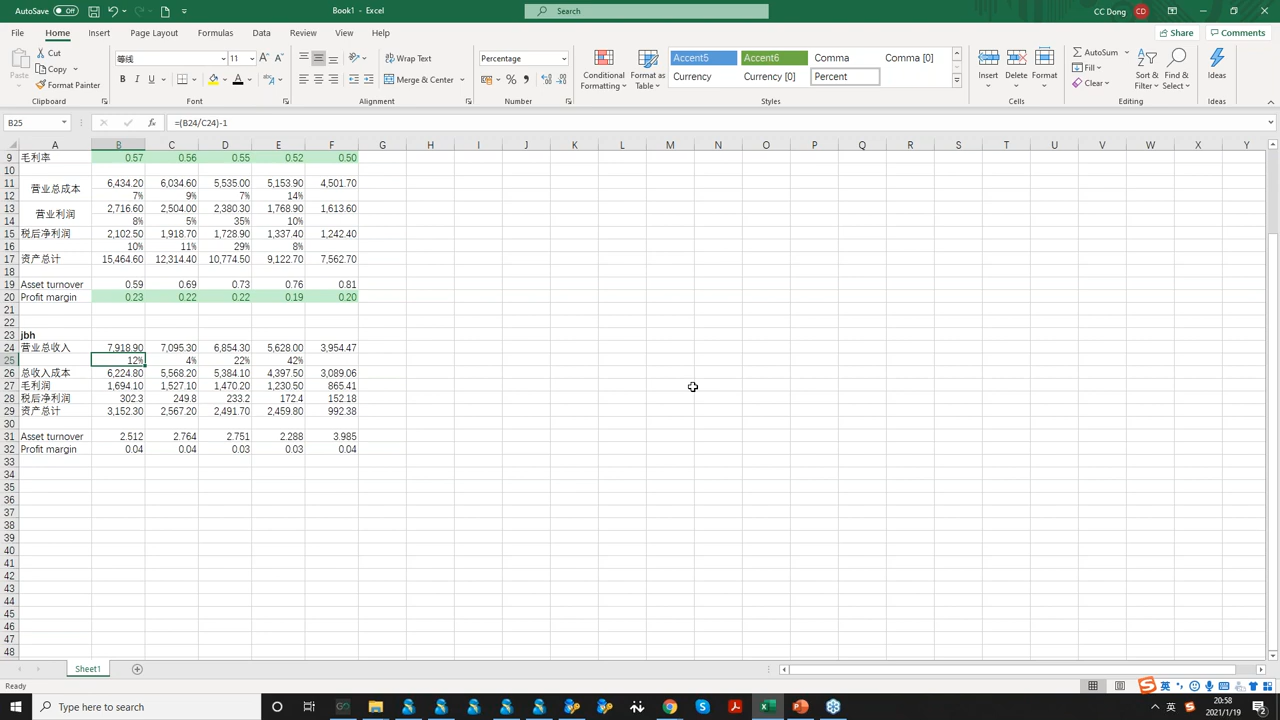 AutoSave Off Book1 - Excel Search CC Dong CD
File Home Insert Page Layout Formulas Data Review View Help Share Comments
Cut
Copy
Format Painter
Paste
Clipboard
等线 11
B I U
Font
Wrap Text
Merge & Center
Alignment
Percentage
$ % ,
Number
Conditional Formatting
Format as Table
Accent5 Accent6 Comma Comma [0]
Currency Currency [0] Percent
Styles
Insert Delete Format
Cells
AutoSum
Fill
Clear
Sort & Filter
Find & Select
Editing
Ideas
Ideas
B25 fx =(B24/C24)-1
A B C D E F G H I J K L M N O P Q R S T U V W X Y
9 毛利率 0.57 0.56 0.55 0.52 0.50
10
11 营业总成本 6,434.20 6,034.60 5,535.00 5,153.90 4,501.70
12 7% 9% 7% 14%
13 营业利润 2,716.60 2,504.00 2,380.30 1,768.90 1,613.60
14 8% 5% 35% 10%
15 税后净利润 2,102.50 1,918.70 1,728.90 1,337.40 1,242.40
16 10% 11% 29% 8%
17 资产总计 15,464.60 12,314.40 10,774.50 9,122.70 7,562.70
18
19 Asset turnover 0.59 0.69 0.73 0.76 0.81
20 Profit margin 0.23 0.22 0.22 0.19 0.20
21
22
23 jbh
24 营业总收入 7,918.90 7,095.30 6,854.30 5,628.00 3,954.47
25 12% 4% 22% 42%
26 总收入成本 6,224.80 5,568.20 5,384.10 4,397.50 3,089.06
27 毛利润 1,694.10 1,527.10 1,470.20 1,230.50 865.41
28 税后净利润 302.3 249.8 233.2 172.4 152.18
29 资产总计 3,152.30 2,567.20 2,491.70 2,459.80 992.38
30
31 Asset turnover 2.512 2.764 2.751 2.288 3.985
32 Profit margin 0.04 0.04 0.03 0.03 0.04
33
34
35
36
37
38
39
40
41
42
43
44
45
46
47
48
Sheet1
Ready
英
Type here to search
英
20:58
2021/1/19
2